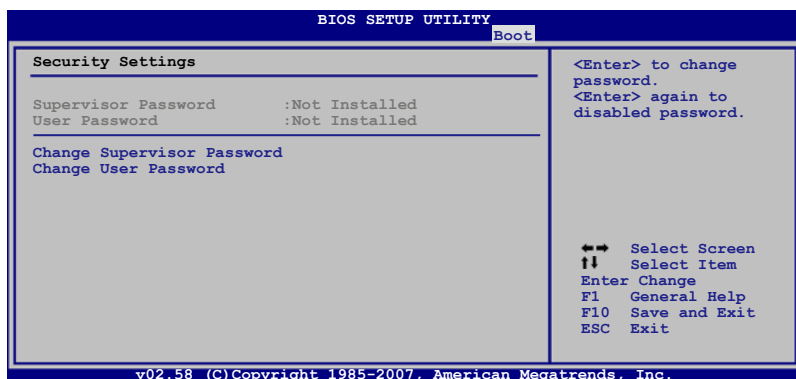 BIOS SETUP UTILITY
Boot
Security Settings
Supervisor Password :Not Installed
User Password :Not Installed
Change Supervisor Password
Change User Password
<Enter> to change
password.
<Enter> again to
disabled password.
←→ Select Screen
↑↓ Select Item
Enter Change
F1 General Help
F10 Save and Exit
ESC Exit
v02.58 (C)Copyright 1985-2007, American Megatrends, Inc.